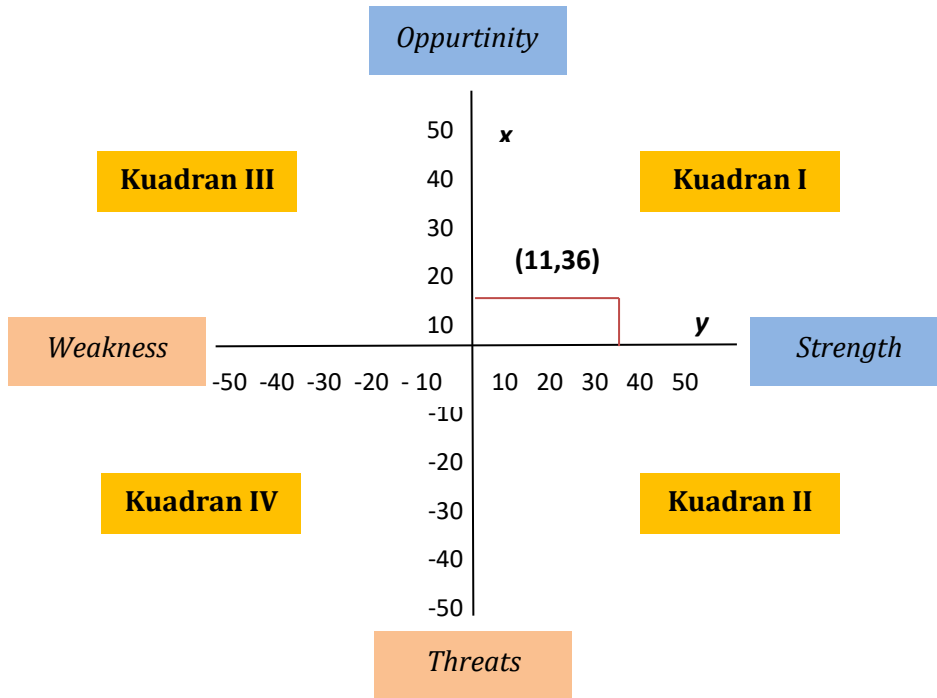 Oppurtinity
50
x
40
Kuadran III
Kuadran I
30
(11,36)
20
10
y
Weakness
Strength
-50 -40 -30 -20 - 10 10 20 30 40 50
-10
-20
Kuadran IV
Kuadran II
-30
-40
-50
Threats